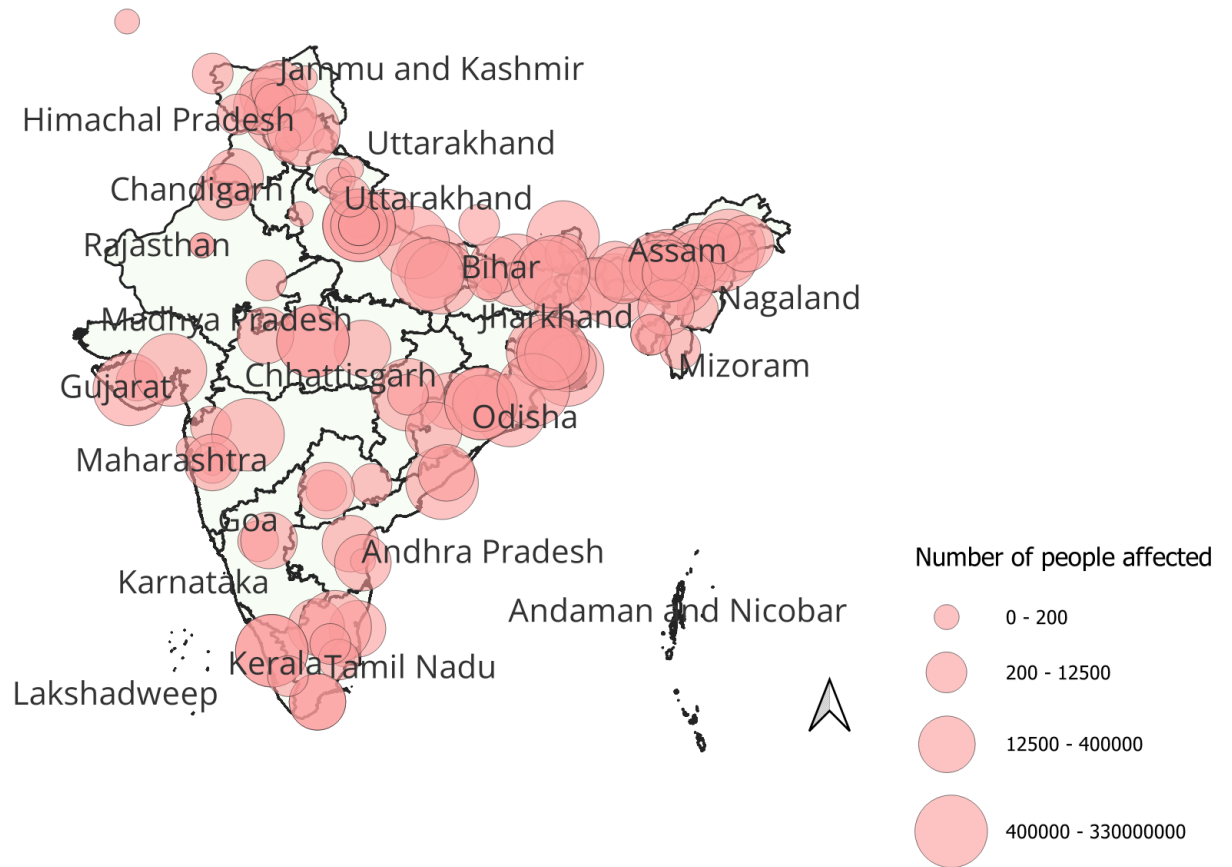 Jammu and Kashmir
Himachal Pradesh
Uttarakhand
Chandigarh
Uttarakhand
Rajasthan
Assam
Bihar
Nagaland
Madhya Pradesh
Jharkhand
Mizoram
Gujarat
Chhattisgarh
Odisha
Maharashtra
Goa
Andhra Pradesh
Karnataka
Andaman and Nicobar
Kerala
Tamil Nadu
Lakshadweep
Number of people affected
0 - 200
200 - 12500
12500 - 400000
400000 - 330000000